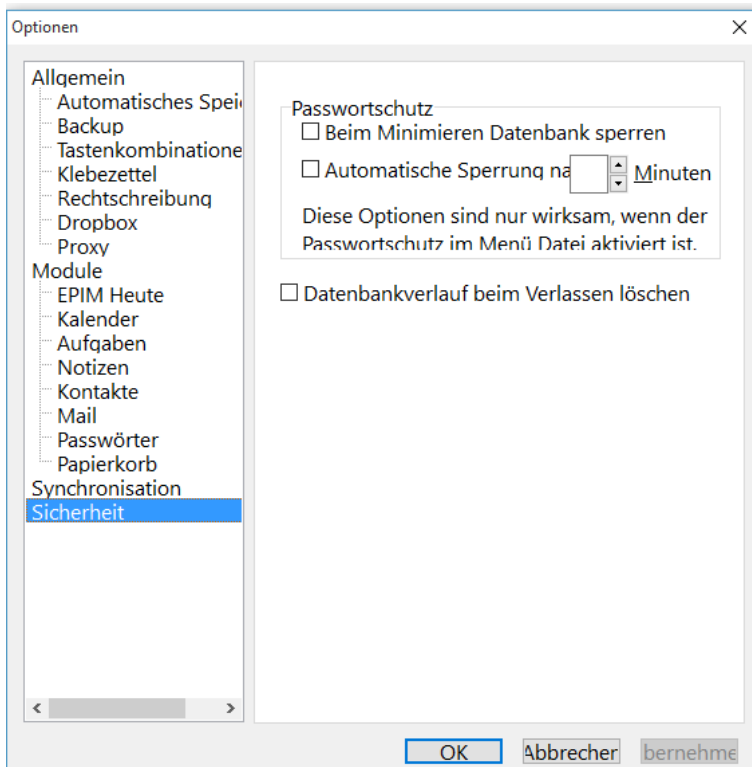 Optionen
Allgemein
Automatisches Spei
Backup
Tastenkombinatione
Klebezettel
Rechtschreibung
Dropbox
Proxy
Module
EPIM Heute
Kalender
Aufgaben
Notizen
Kontakte
Mail
Passwörter
Papierkorb
Synchronisation
Sicherheit
Passwortschutz
Beim Minimieren Datenbank sperren
Automatische Sperrung na Minuten
Diese Optionen sind nur wirksam, wenn der
Passwortschutz im Menü Datei aktiviert ist.
Datenbankverlauf beim Verlassen löschen
OK Abbrecher bernehme